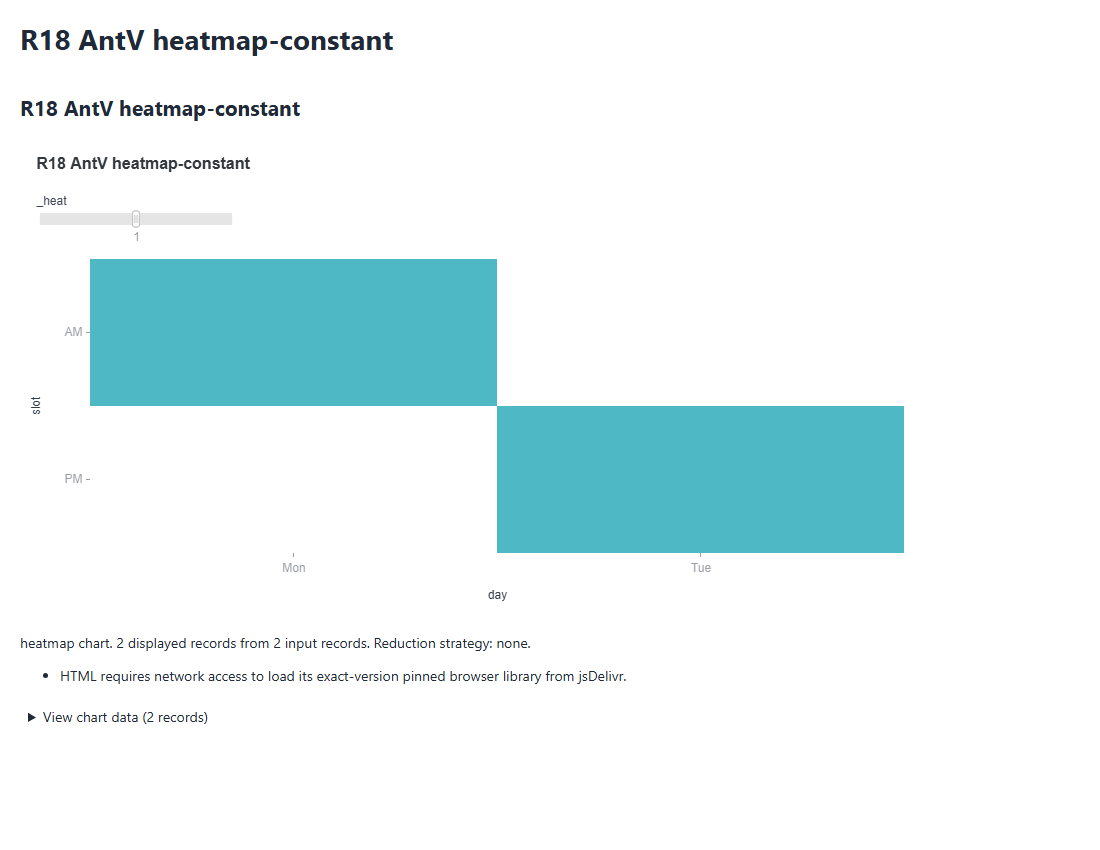 R18 AntV heatmap-constant
R18 AntV heatmap-constant
R18 AntV heatmap-constant
_heat
1
AM
slot
PM
Mon
Tue
day
heatmap chart. 2 displayed records from 2 input records. Reduction strategy: none.
HTML requires network access to load its exact-version pinned browser library from jsDelivr.
View chart data (2 records)